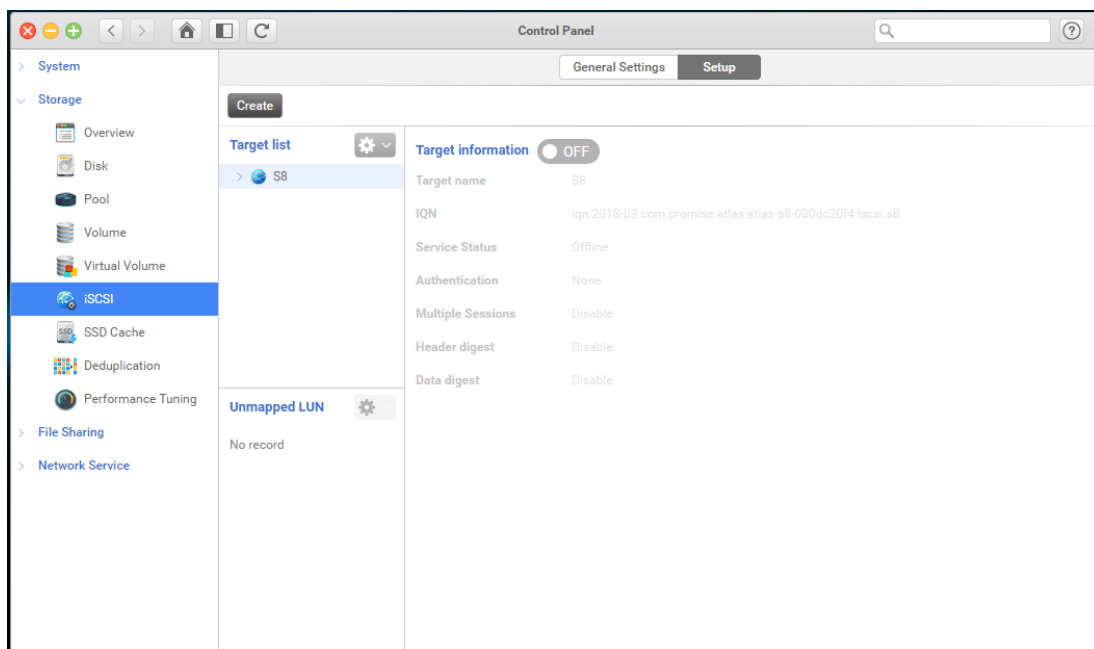 Control Panel
System
Storage
Overview
Disk
Pool
Volume
Virtual Volume
iSCSI
SSD Cache
Deduplication
Performance Tuning
File Sharing
Network Service
General Settings Setup
Create
Target list
S8
Unmapped LUN
No record
Target information OFF
Target name S8
IQN iqn.2018-03.com.promise.atlas:atlas-s8-000dc20f4:iscsi.s8
Service Status Offline
Authentication None
Multiple Sessions Disable
Header digest Disable
Data digest Disable